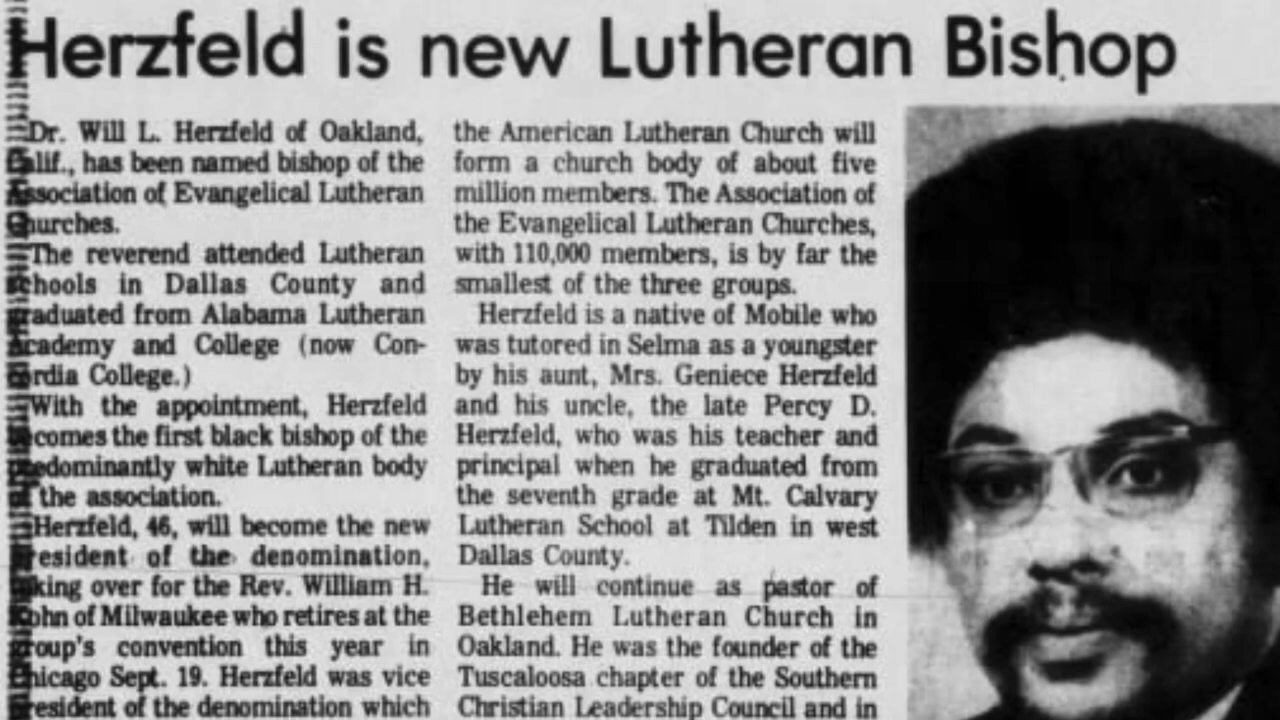 Herzfeld is new Lutheran Bishop
Dr. Will L. Herzfeld of Oakland,
Calif., has been named bishop of the
Association of Evangelical Lutheran
Churches.
The reverend attended Lutheran
schools in Dallas County and
graduated from Alabama Lutheran
Academy and College (now Con-
cordia College.)
With the appointment, Herzfeld
becomes the first black bishop of the
predominantly white Lutheran body
of the association.
Herzfeld, 46, will become the new
president of the denomination,
taking over for the Rev. William H.
Kohn of Milwaukee who retires at the
group's convention this year in
Chicago Sept. 19. Herzfeld was vice
president of the denomination which
the American Lutheran Church will
form a church body of about five
million members. The Association of
the Evangelical Lutheran Churches,
with 110,000 members, is by far the
smallest of the three groups.
Herzfeld is a native of Mobile who
was tutored in Selma as a youngster
by his aunt, Mrs. Geniece Herzfeld
and his uncle, the late Percy D.
Herzfeld, who was his teacher and
principal when he graduated from
the seventh grade at Mt. Calvary
Lutheran School at Tilden in west
Dallas County.
He will continue as pastor of
Bethlehem Lutheran Church in
Oakland. He was the founder of the
Tuscaloosa chapter of the Southern
Christian Leadership Council and in